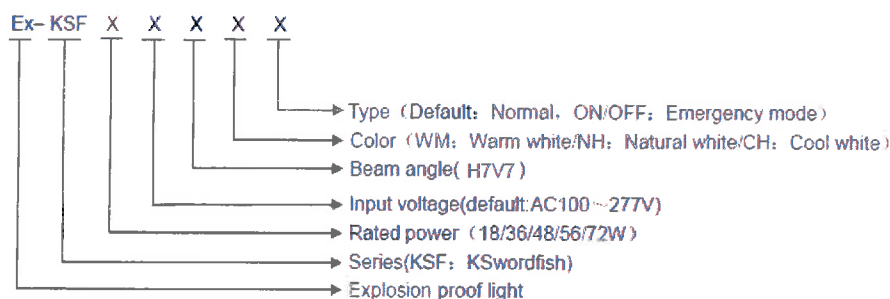 Ex- KSF X X X X X
Type（Default：Normal，ON/OFF：Emergency mode）
Color（WM：Warm white/NH：Natural white/CH：Cool white）
Beam angle( H7V7 )
Input voltage(default:AC100～277V)
Rated power（18/36/48/56/72W）
Series(KSF：KSwordfish)
Explosion proof light